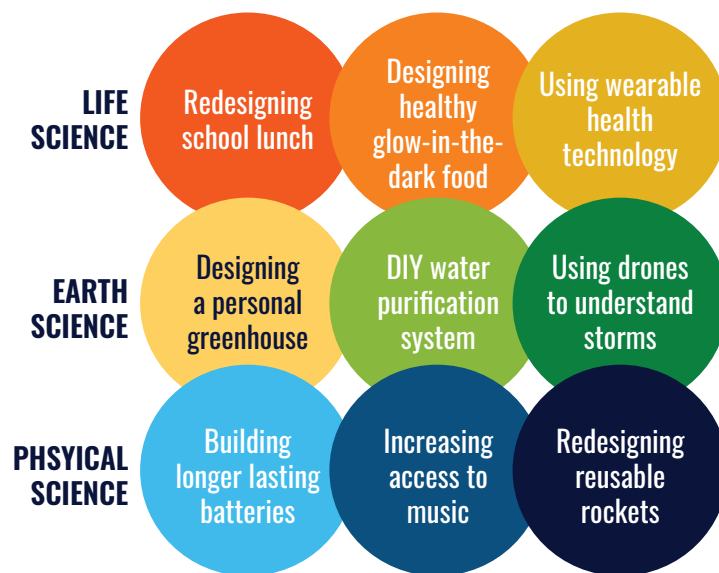 LIFE
SCIENCE
Redesigning
school lunch
Designing
healthy
glow-in-the-
dark food
Using wearable
health
technology
EARTH
SCIENCE
Designing
a personal
greenhouse
DIY water
purification
system
Using drones
to understand
storms
PHSYICAL
SCIENCE
Building
longer lasting
batteries
Increasing
access to
music
Redesigning
reusable
rockets